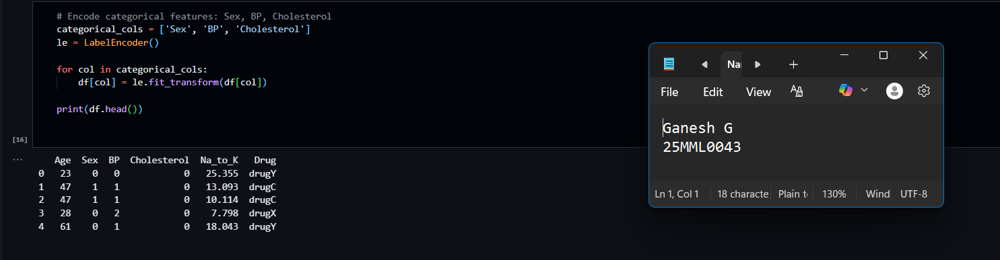 # Encode categorical features: Sex, BP, Cholesterol
categorical_cols = ['Sex', 'BP', 'Cholesterol']
le = LabelEncoder()
for col in categorical_cols:
    df[col] = le.fit_transform(df[col])
print(df.head())
[16]
... Age Sex BP Cholesterol Na_to_K Drug
0 23 0 0 0 25.355 drugY
1 47 1 1 0 13.093 drugC
2 47 1 1 0 10.114 drugC
3 28 0 2 0 7.798 drugX
4 61 0 1 0 18.043 drugY
Na
File Edit View
Ganesh G
25MML0043
Ln 1, Col 1 18 characte Plain t 130% Wind UTF-8